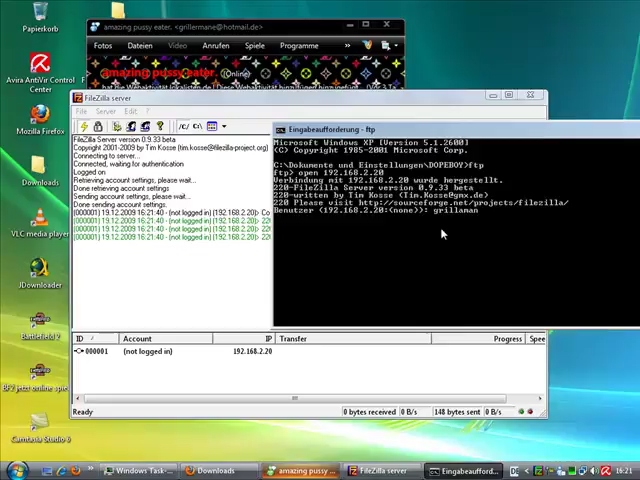 Papierkorb
Avira AntiVir Control
Center
Mozilla Firefox
Downloads
VLC media player
JDownloader
Battlefield 2
BF2 jetzt online spie
Camtasia Studio 6
amazing pussy eater. <grillermane@hotmail.de>
Fotos Dateien Video Anrufen Spiele Programme
amazing pussy eater. (Online)
FileZilla server
File Server Edit
/C/ C:\
FileZilla Server version 0.9.33 beta
Copyright 2001-2009 by Tim Kosse (tim.kosse@filezilla-project.org)
Connecting to server...
Connected, waiting for authentication
Logged on
Retrieving account settings, please wait...
Done retrieving account settings
Sending account settings, please wait...
Done sending account settings.
(000001) 19.12.2009 16:21:40 - (not logged in) (192.168.2.20)> Co
(000001) 19.12.2009 16:21:40 - (not logged in) (192.168.2.20)> 220
(000001) 19.12.2009 16:21:40 - (not logged in) (192.168.2.20)> 220
(000001) 19.12.2009 16:21:40 - (not logged in) (192.168.2.20)> 220
Eingabeaufforderung - ftp
Microsoft Windows XP [Version 5.1.2600]
(C) Copyright 1985-2001 Microsoft Corp.
C:\Dokumente und Einstellungen\DOPEBOY>ftp
ftp> open 192.168.2.20
Verbindung mit 192.168.2.20 wurde hergestellt.
220-FileZilla Server version 0.9.33 beta
220-written by Tim Kosse (Tim.Kosse@gmx.de)
220 Please visit http://sourceforge.net/projects/filezilla/
Benutzer (192.168.2.20:(none)): grillaman
ID Account IP Transfer Progress Spee
000001 (not logged in) 192.168.2.20
Ready 0 bytes received 0 B/s 148 bytes sent 0 B/s
Windows Task-... Downloads amazing pussy ... FileZilla server Eingabeafford... DE 16:21